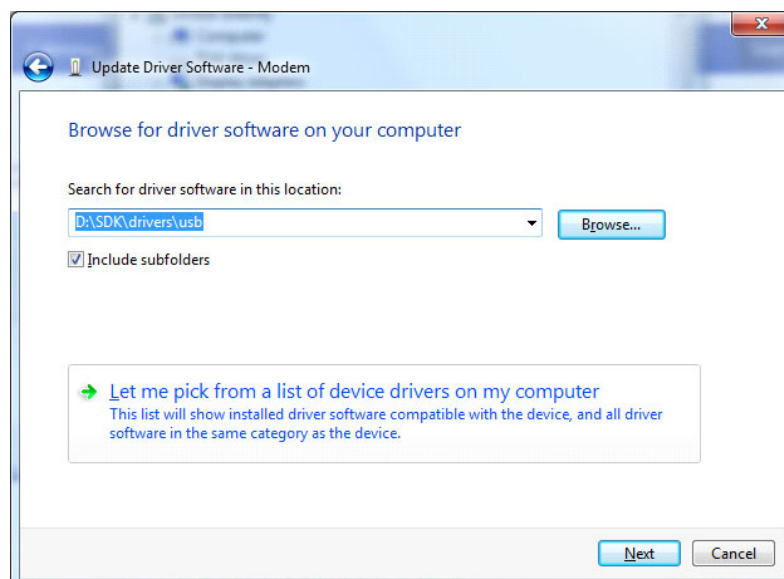 Computer
Display adapters
Update Driver Software - Modem
Browse for driver software on your computer
Search for driver software in this location:
D:\SDK\drivers\usb
Browse...
Include subfolders
Let me pick from a list of device drivers on my computer
This list will show installed driver software compatible with the device, and all driver
software in the same category as the device.
Next
Cancel